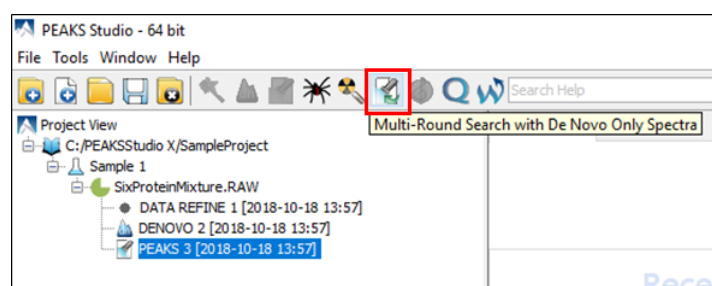 PEAKS Studio - 64 bit
File Tools Window Help
Search Help
Multi-Round Search with De Novo Only Spectra
Project View
C:/PEAKSStudio X/SampleProject
Sample 1
SixProteinMixture.RAW
DATA REFINE 1 [2018-10-18 13:57]
DENOVO 2 [2018-10-18 13:57]
PEAKS 3 [2018-10-18 13:57]